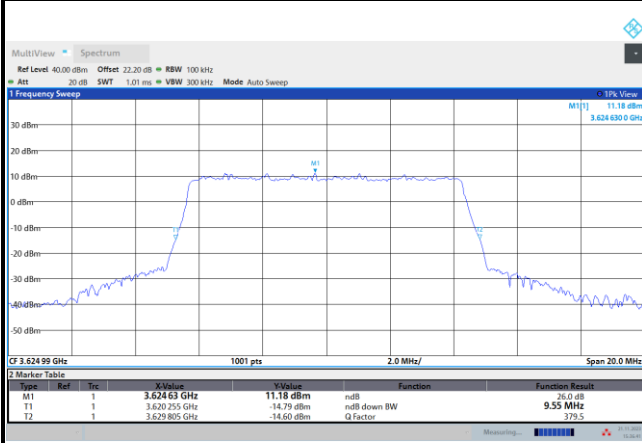 MultiView Spectrum
Ref Level 40.00 dBm Offset 22.20 dB RBW 100 kHz
Att 20 dB SWT 1.01 ms VBW 300 kHz Mode Auto Sweep
1 Frequency Sweep 1Pk View
M1[1] 11.18 dBm
3.624 630 0 GHz
30 dBm
20 dBm
M1
10 dBm
0 dBm
-10 dBm
T1 T2
-20 dBm
-30 dBm
-40 dBm
-50 dBm
CF 3.624 99 GHz 1001 pts 2.0 MHz/ Span 20.0 MHz
2 Marker Table
Type Ref Trc X-Value Y-Value Function Function Result
M1 1 3.624 63 GHz 11.18 dBm ndB 26.0 dB
T1 1 3.620 255 GHz -14.79 dBm ndB down BW 9.55 MHz
T2 1 3.629 805 GHz -14.60 dBm Q Factor 379.5
Measuring...